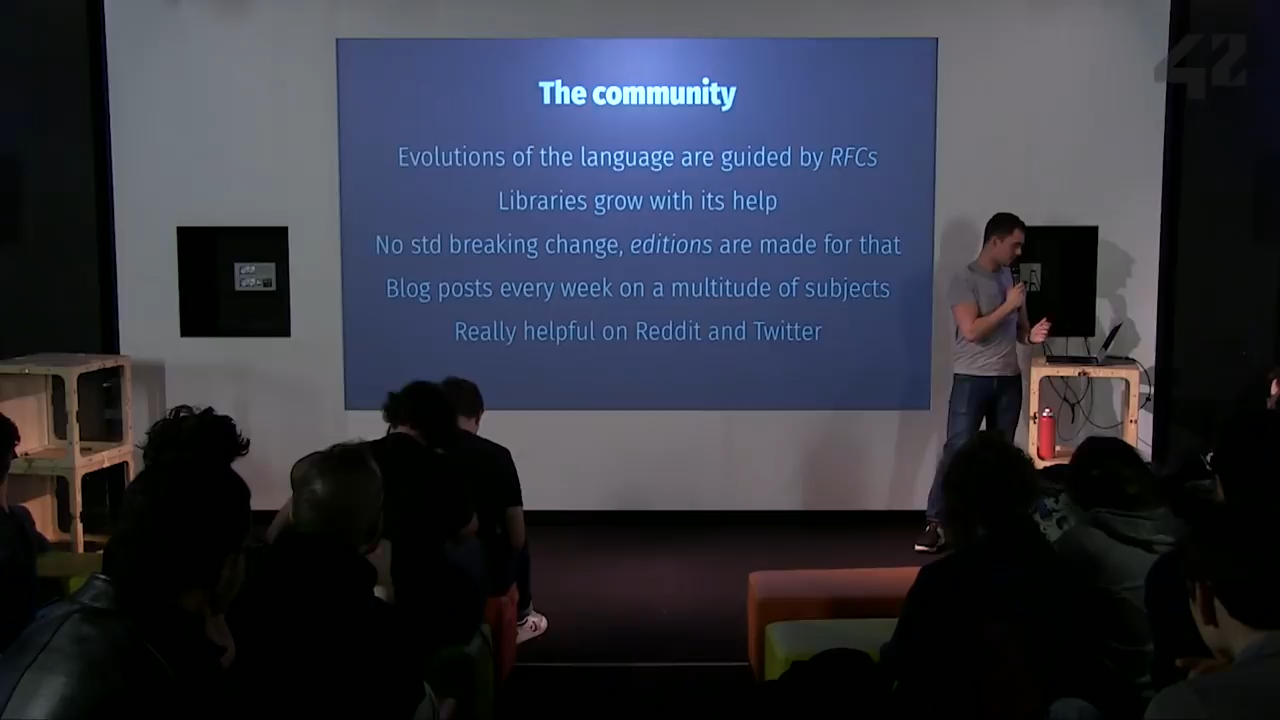 42
The community
Evolutions of the language are guided by RFCs
Libraries grow with its help
No std breaking change, editions are made for that
Blog posts every week on a multitude of subjects
Really helpful on Reddit and Twitter